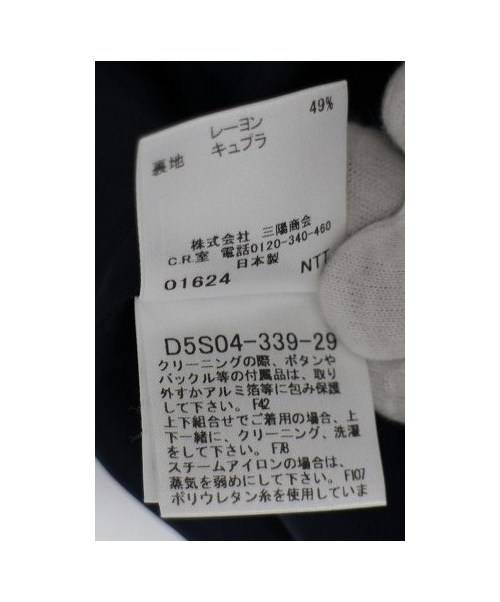 レーヨン 49%
裏地 キュプラ
株式会社 三陽商会
C.R.室 電話0120-340-460
日本製
01624 NTT
D5S04-339-29
クリーニングの際、ボタンや
バックル等の付属品は、取り
外すかアルミ箔等に包み保護
して下さい。F42
上下組合せでご着用の場合、上
下一緒に、クリーニング、洗濯
をして下さい。F78
スチームアイロンの場合は、
蒸気を弱めにして下さい。F107
ポリウレタン糸を使用していま